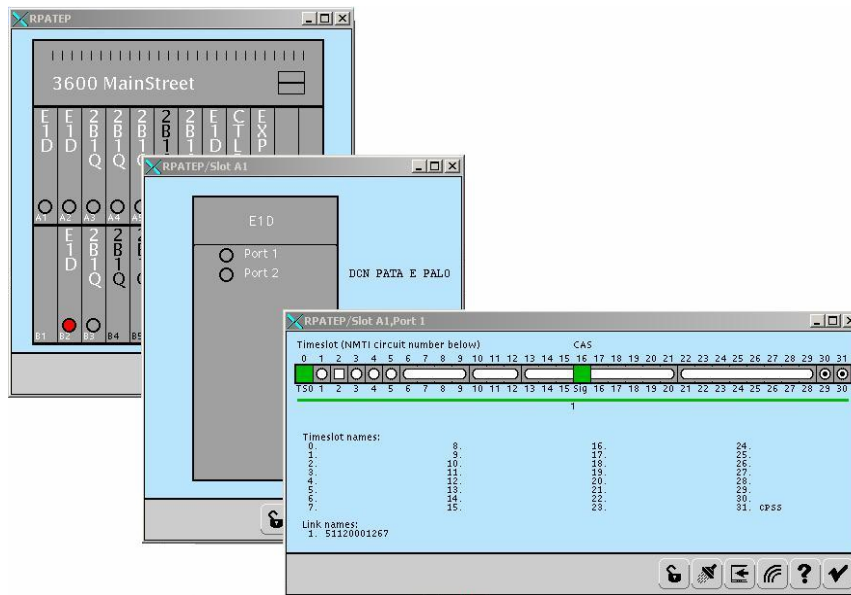 RPATEP
3600 MainStreet
E1D E1D 2B1Q 2B1Q 2B1Q 2B1 2B1Q E1D CTL EXP
A1 A2 A3 A4
E1D 2B1Q 2B1Q
B1 B2 B3 B4 B5
RPATEP/Slot A1
E1D
Port 1
Port 2
DCN PATA E PALO
RPATEP/Slot A1,Port 1
Timeslot (NMTI circuit number below) CAS
0 1 2 3 4 5 6 7 8 9 10 11 12 13 14 15 16 17 18 19 20 21 22 23 24 25 26 27 28 29 30 31
TS0 1 2 3 4 5 6 7 8 9 10 11 12 13 14 15 Sig 16 17 18 19 20 21 22 23 24 25 26 27 28 29 30
1
Timeslot names:
0. 8. 16. 24.
1. 9. 17. 25.
2. 10. 18. 26.
3. 11. 19. 27.
4. 12. 20. 28.
5. 13. 21. 29.
6. 14. 22. 30.
7. 15. 23. 31. CPSS
Link names:
1. 51120001267